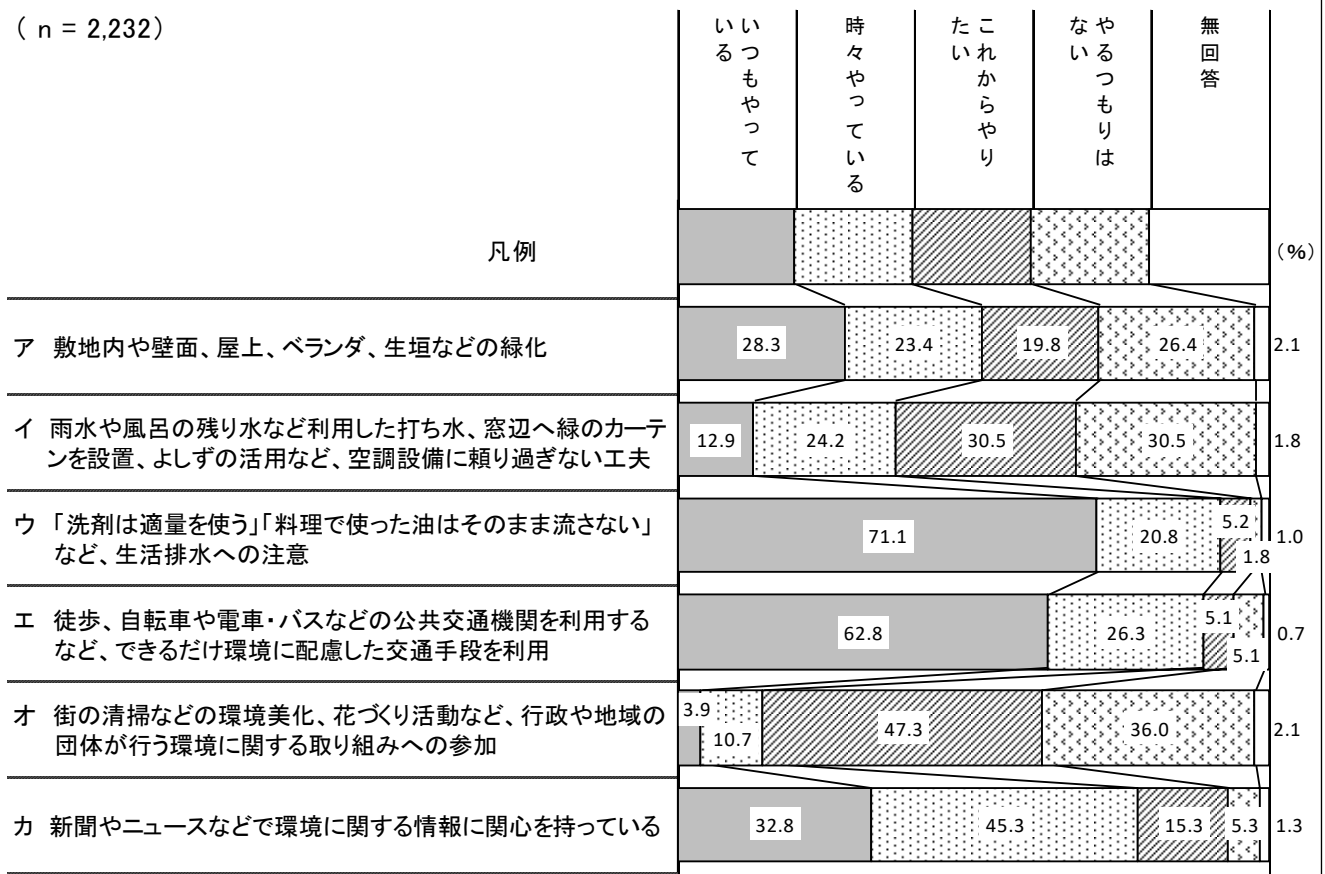 ( n = 2,232)
いつもやって
いる
時々やっている
これからやり
たい
やるつもりは
ない
無回答
凡例
(%)
ア 敷地内や壁面、屋上、ベランダ、生垣などの緑化
28.3 23.4 19.8 26.4 2.1
イ 雨水や風呂の残り水など利用した打ち水、窓辺へ緑のカーテ
ンを設置、よしずの活用など、空調設備に頼り過ぎない工夫
12.9 24.2 30.5 30.5 1.8
ウ 「洗剤は適量を使う」「料理で使った油はそのまま流さない」
など、生活排水への注意
71.1 20.8 5.2 1.8 1.0
エ 徒歩、自転車や電車・バスなどの公共交通機関を利用する
など、できるだけ環境に配慮した交通手段を利用
62.8 26.3 5.1 5.1 0.7
オ 街の清掃などの環境美化、花づくり活動など、行政や地域の
団体が行う環境に関する取り組みへの参加
3.9 10.7 47.3 36.0 2.1
カ 新聞やニュースなどで環境に関する情報に関心を持っている
32.8 45.3 15.3 5.3 1.3